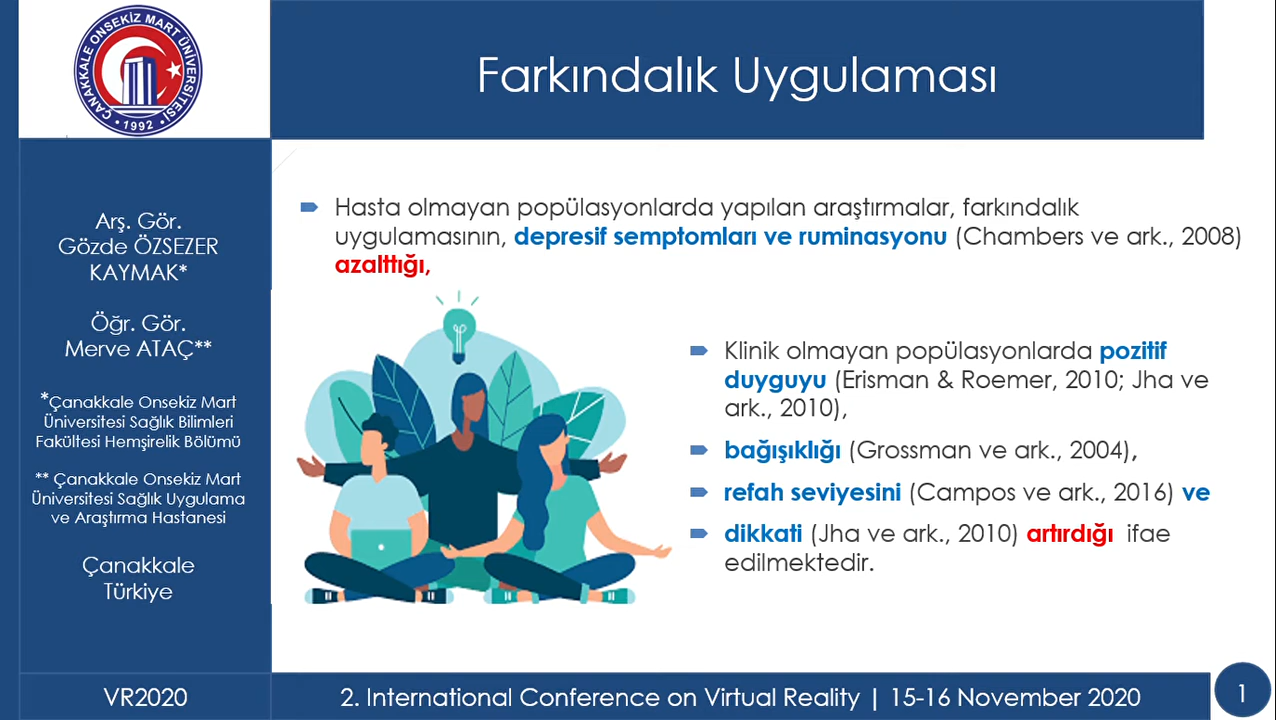 ÇANAKKALE ONSEKİZ MART ÜNİVERSİTESİ
• 1992 •
Farkındalık Uygulaması
Arş. Gör.
Gözde ÖZSEZER
KAYMAK*
Öğr. Gör.
Merve ATAÇ**
*Çanakkale Onsekiz Mart
Üniversitesi Sağlık Bilimleri
Fakültesi Hemşirelik Bölümü
** Çanakkale Onsekiz Mart
Üniversitesi Sağlık Uygulama
ve Araştırma Hastanesi
Çanakkale
Türkiye
Hasta olmayan popülasyonlarda yapılan araştırmalar, farkındalık
uygulamasının, depresif semptomları ve ruminasyonu (Chambers ve ark., 2008)
azalttığı,
Klinik olmayan popülasyonlarda pozitif
duyguyu (Erisman & Roemer, 2010; Jha ve
ark., 2010),
bağışıklığı (Grossman ve ark., 2004),
refah seviyesini (Campos ve ark., 2016) ve
dikkati (Jha ve ark., 2010) artırdığı ifae
edilmektedir.
VR2020
2. International Conference on Virtual Reality | 15-16 November 2020
1